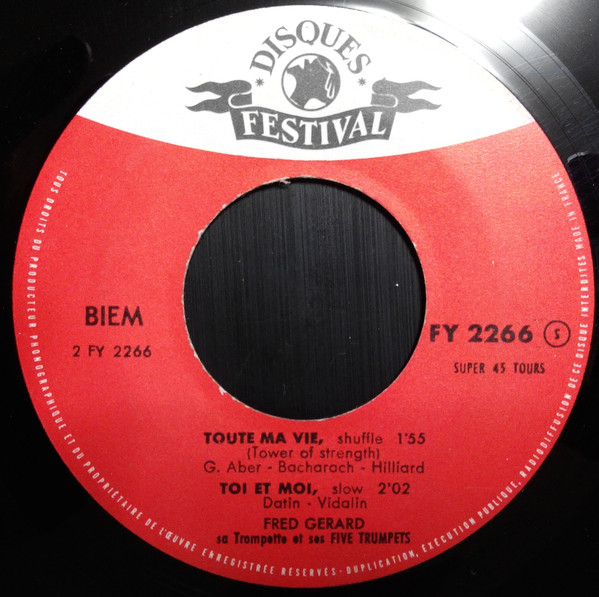 DISQUES
FESTIVAL
BIEM
2 FY 2266
FY 2266 S
SUPER 45 TOURS
TOUTE MA VIE, shuffle 1'55
(Tower of strength)
G. Aber - Bacharach - Hilliard
TOI ET MOI, slow 2'02
Datin - Vidalin
FRED GERARD
sa Trompette et ses FIVE TRUMPETS
TOUS DROITS DU PRODUCTEUR PHONOGRAPHIQUE ET DU PROPRIETAIRE DE L'ŒUVRE ENREGISTRÉE RÉSERVÉS - DUPLICATION, EXECUTION PUBLIQUE, RADIODIFFUSION DE CE DISQUE INTERDITES MADE IN FRANCE